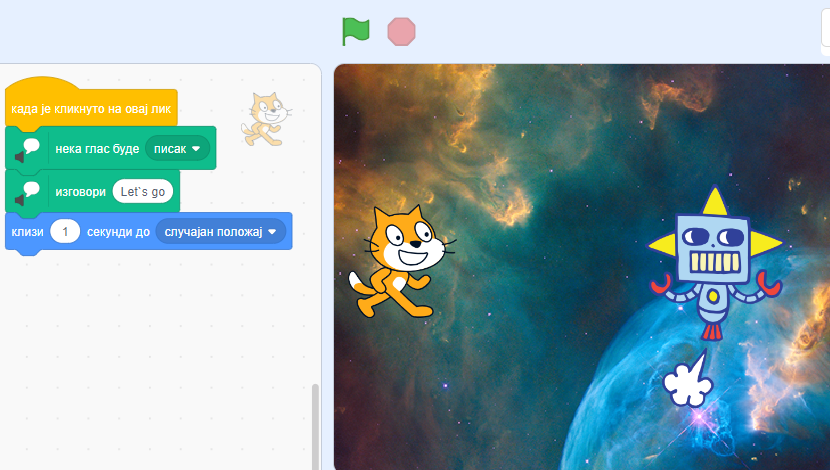 када је кликнуто на овај лик
нека глас буде писак
изговори Let`s go
клизи 1 секунди до случајан положај